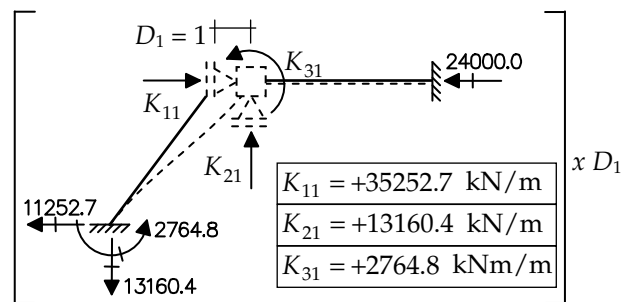 D₁ = 1
K₃₁
24000.0
K₁₁
K₂₁
x D₁
11252.7
2764.8
13160.4
K₁₁ = +35252.7 kN/m
K₂₁ = +13160.4 kN/m
K₃₁ = +2764.8 kNm/m